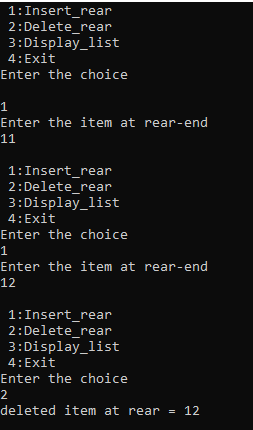 1:Insert_rear
2:Delete_rear
3:Display_list
4:Exit
Enter the choice
1
Enter the item at rear-end
11
1:Insert_rear
2:Delete_rear
3:Display_list
4:Exit
Enter the choice
1
Enter the item at rear-end
12
1:Insert_rear
2:Delete_rear
3:Display_list
4:Exit
Enter the choice
2
deleted item at rear = 12